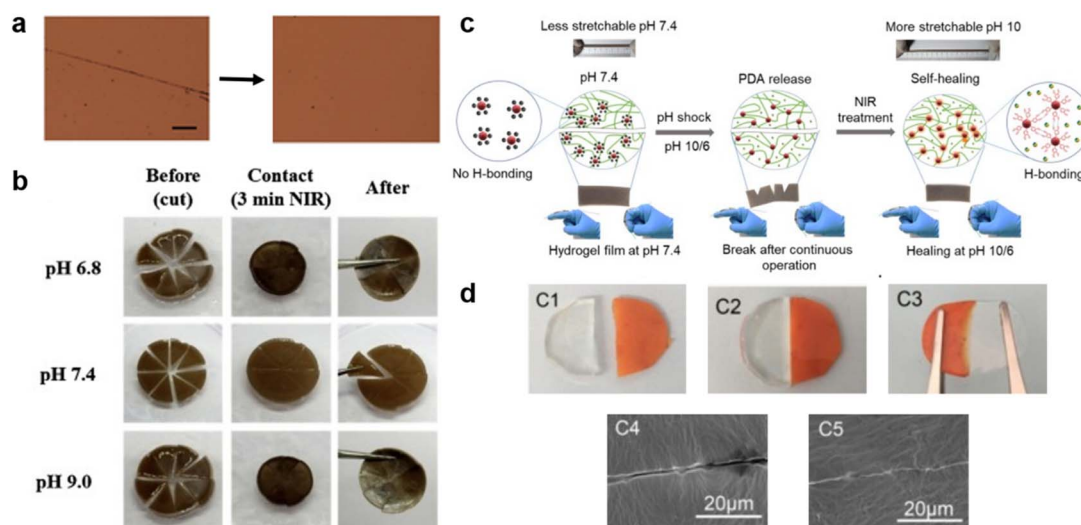 a
b
Before
(cut)
Contact
(3 min NIR)
After
pH 6.8
pH 7.4
pH 9.0
c
Less stretchable pH 7.4
More stretchable pH 10
pH 7.4
PDA release
Self-healing
pH shock
pH 10/6
NIR
treatment
No H-bonding
H-bonding
Hydrogel film at pH 7.4
Break after continuous
operation
Healing at pH 10/6
d
C1
C2
C3
C4
20μm
C5
20μm